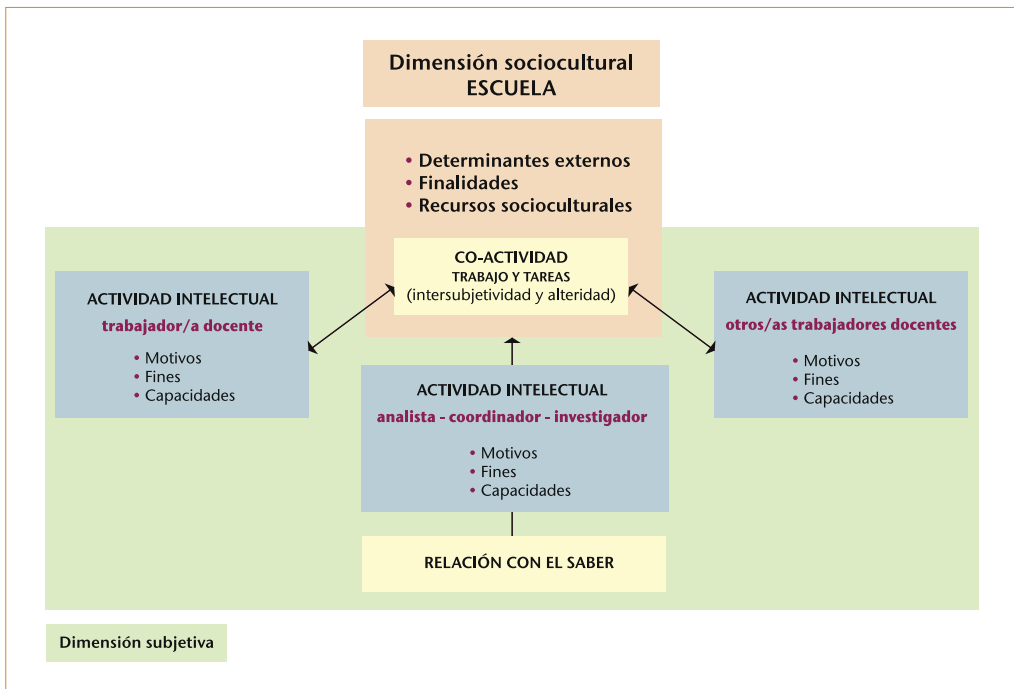 Dimensión sociocultural
ESCUELA
• Determinantes externos
• Finalidades
• Recursos socioculturales
CO-ACTIVIDAD
TRABAJO Y TAREAS
(intersubjetividad y alteridad)
ACTIVIDAD INTELECTUAL
trabajador/a docente
• Motivos
• Fines
• Capacidades
ACTIVIDAD INTELECTUAL
otros/as trabajadores docentes
• Motivos
• Fines
• Capacidades
ACTIVIDAD INTELECTUAL
analista - coordinador - investigador
• Motivos
• Fines
• Capacidades
RELACIÓN CON EL SABER
Dimensión subjetiva